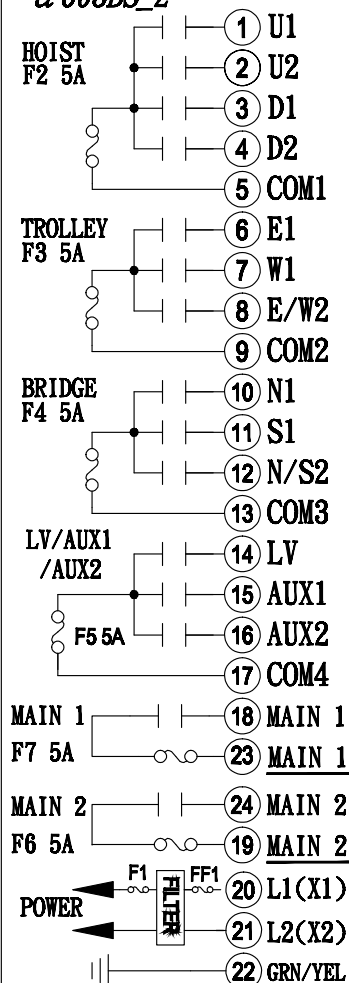 HOIST
F2 5A
1 U1
2 U2
3 D1
4 D2
5 COM1
TROLLEY
F3 5A
6 E1
7 W1
8 E/W2
9 COM2
BRIDGE
F4 5A
10 N1
11 S1
12 N/S2
13 COM3
LV/AUX1
/AUX2
F5 5A
14 LV
15 AUX1
16 AUX2
17 COM4
MAIN 1
F7 5A
18 MAIN 1
23 MAIN 1
MAIN 2
F6 5A
24 MAIN 2
19 MAIN 2
POWER
F1
FILTER
FF1
20 L1(X1)
21 L2(X2)
22 GRN/YEL